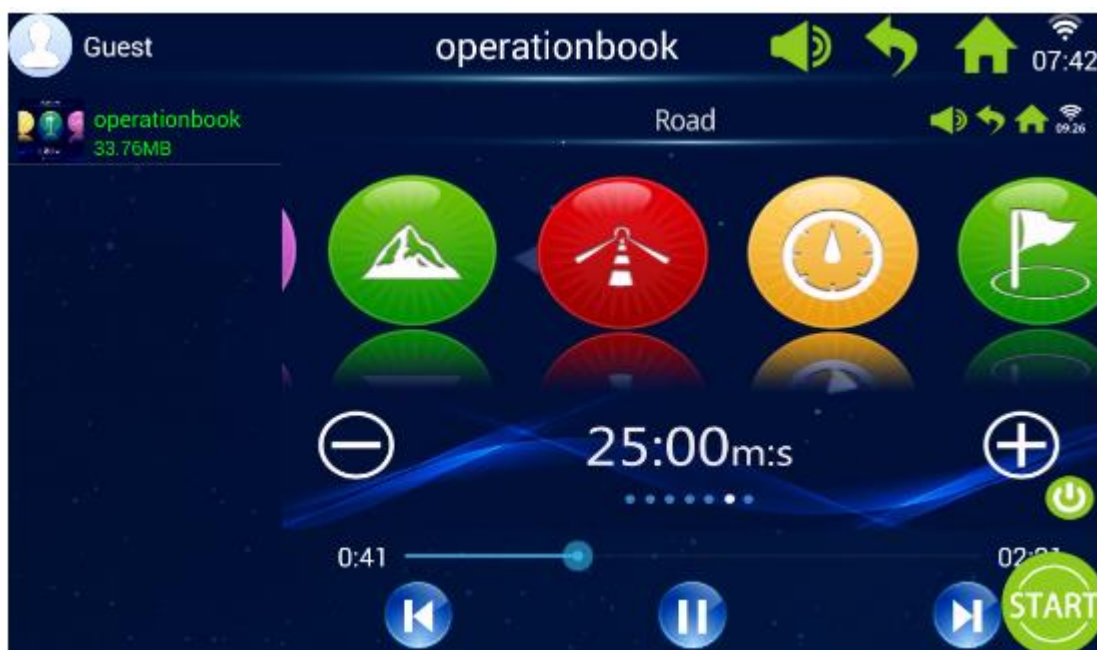 Guest
operationbook
07:42
operationbook
33.76MB
Road
09:26
25:00m:s
0:41
START